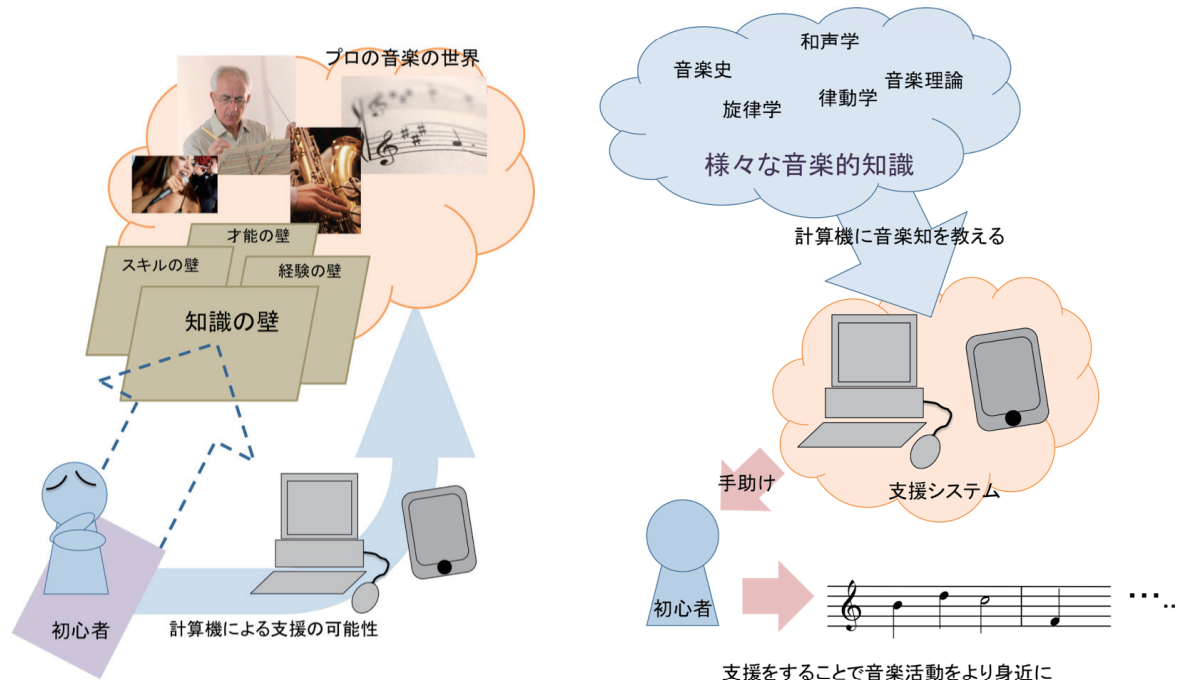 プロの音楽の世界
才能の壁
スキルの壁
経験の壁
知識の壁
初心者
計算機による支援の可能性
和声学
音楽史
音楽理論
旋律学
律動学
様々な音楽的知識
計算機に音楽知を教える
手助け
支援システム
初心者
…..
支援をすることで音楽活動をより身近に